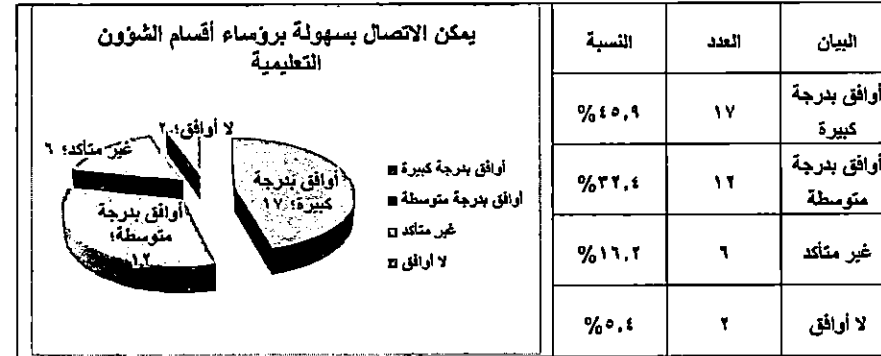 يمكن الاتصال بسهولة برؤساء أقسام الشؤون
التعليمية
لا أوافق؛ ٢
غير متأكد؛ ٦
أوافق بدرجة
كبيرة؛ ١٧
أوافق بدرجة
متوسطة؛
١٢
أوافق بدرجة كبيرة
أوافق بدرجة متوسطة
غير متأكد
لا أوافق
البيان العدد النسبة
أوافق بدرجة
كبيرة
١٧ ٤٥,٩%
أوافق بدرجة
متوسطة
١٢ ٣٢,٤%
غير متأكد ٦ ١٦,٢%
لا أوافق ٢ ٥,٤%